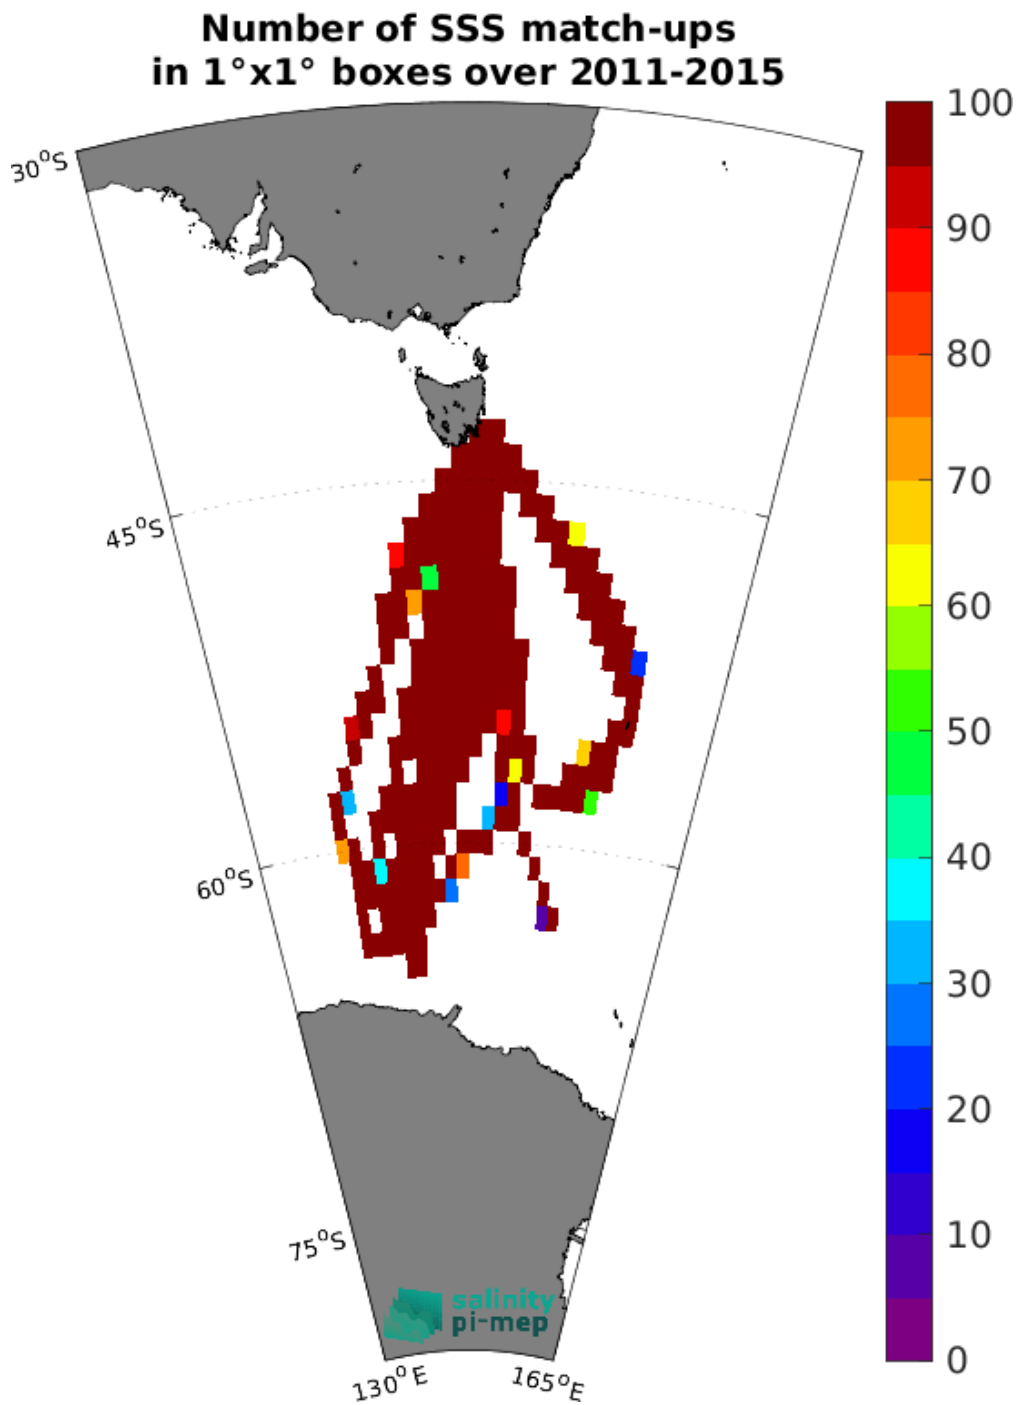 Number of SSS match-ups
in 1°x1° boxes over 2011-2015
30°S
45°S
60°S
75°S
130°E
165°E
100
90
80
70
60
50
40
30
20
10
0
salinity
pi-mep